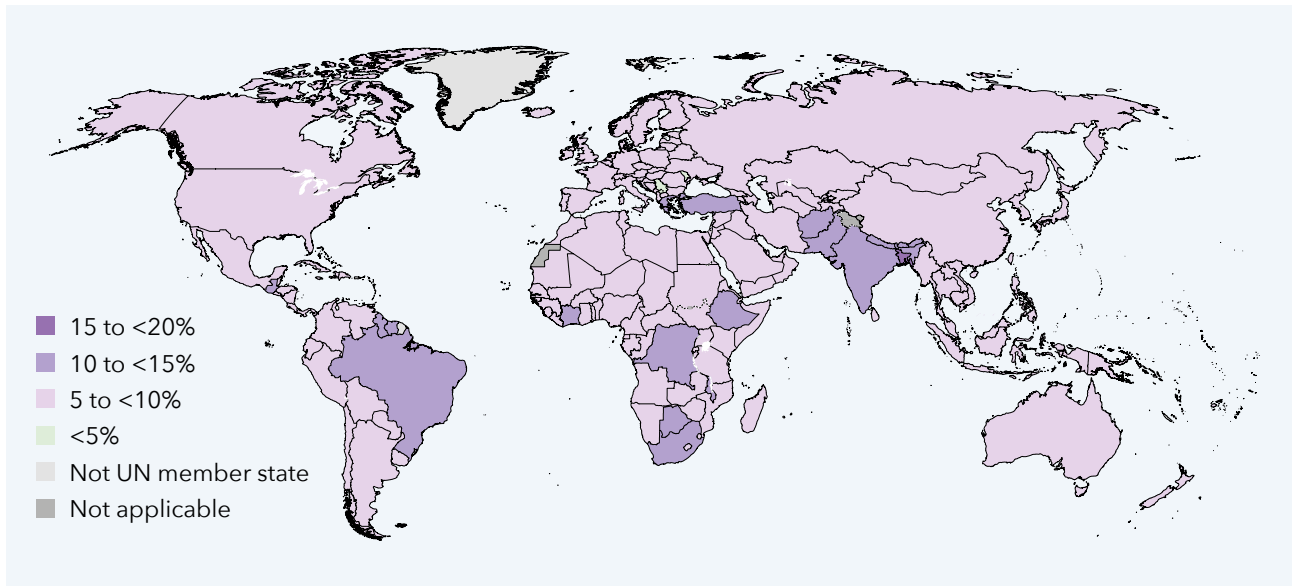 15 to <20%
10 to <15%
5 to <10%
<5%
Not UN member state
Not applicable